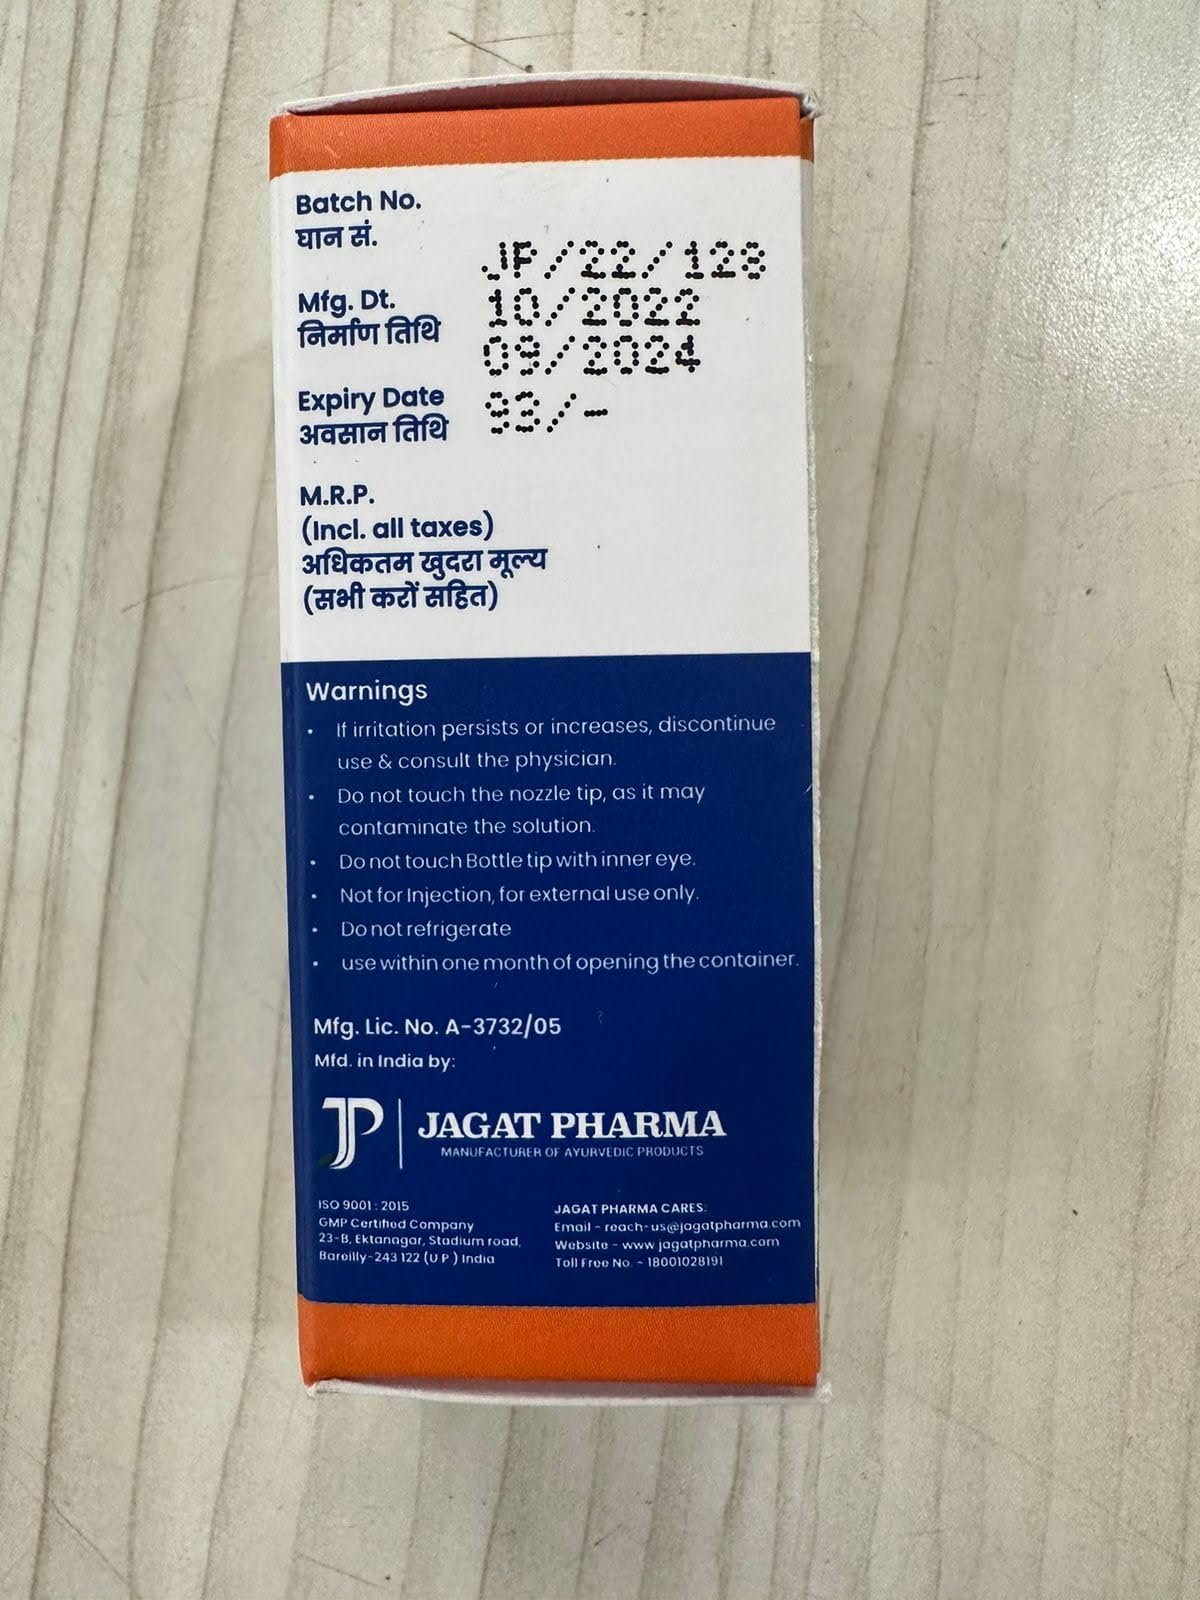 Batch No.
घान सं.
JP/22/128
Mfg. Dt.
निर्माण तिथि
10/2022
09/2024
Expiry Date
अवसान तिथि
93/-
M.R.P.
(Incl. all taxes)
अधिकतम खुदरा मूल्य
(सभी करों सहित)
Warnings
• If irritation persists or increases, discontinue
use & consult the physician.
• Do not touch the nozzle tip, as it may
contaminate the solution.
• Do not touch Bottle tip with inner eye.
• Not for Injection, for external use only.
• Do not refrigerate
• use within one month of opening the container.
Mfg. Lic. No. A-3732/05
Mfd. in India by:
JP
JAGAT PHARMA
MANUFACTURER OF AYURVEDIC PRODUCTS
ISO 9001 : 2015
GMP Certified Company
23-B, Ektanagar, Stadium road,
Bareilly-243 122 (U P ) India
JAGAT PHARMA CARES:
Email - reach-us@jagatpharma.com
Website - www.jagatpharma.com
Toll Free No. - 18001028191